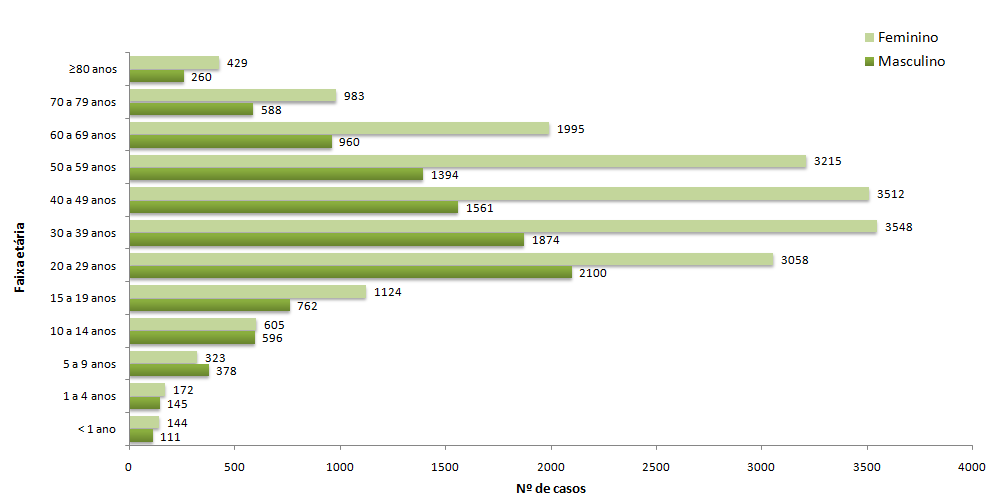 Feminino
Masculino
≥80 anos
429
260
70 a 79 anos
983
588
60 a 69 anos
1995
960
50 a 59 anos
3215
1394
40 a 49 anos
3512
1561
30 a 39 anos
3548
1874
20 a 29 anos
3058
2100
15 a 19 anos
1124
762
10 a 14 anos
605
596
5 a 9 anos
323
378
1 a 4 anos
172
145
< 1 ano
144
111
Faixa etária
0 500 1000 1500 2000 2500 3000 3500 4000
Nº de casos